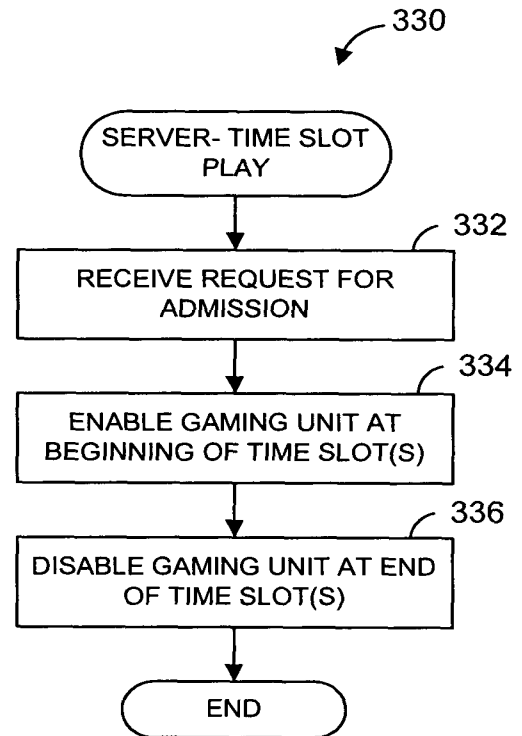 330
SERVER- TIME SLOT
PLAY
332
RECEIVE REQUEST FOR
ADMISSION
334
ENABLE GAMING UNIT AT
BEGINNING OF TIME SLOT(S)
336
DISABLE GAMING UNIT AT END
OF TIME SLOT(S)
END